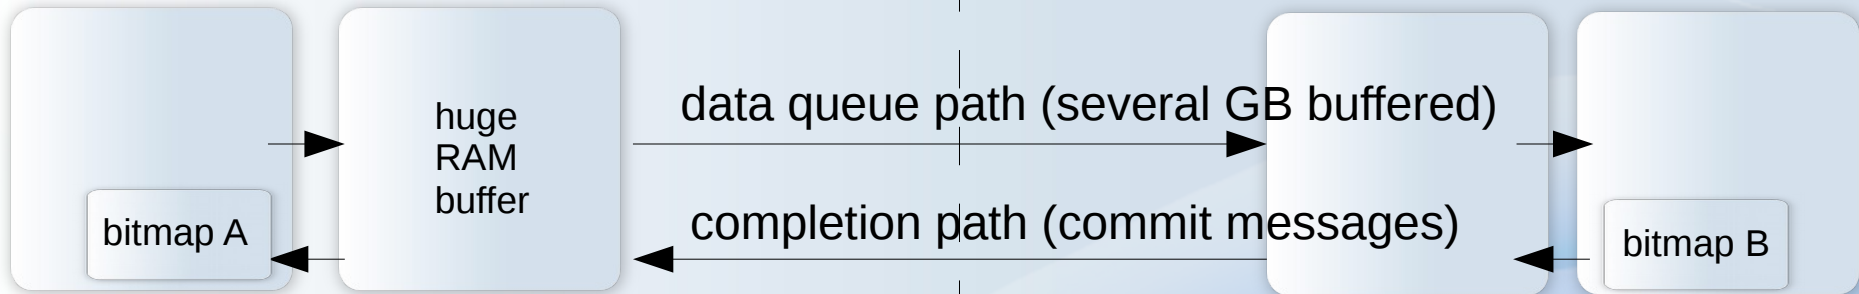 data queue path (several GB buffered)
huge
RAM
buffer
completion path (commit messages)
bitmap A
bitmap B